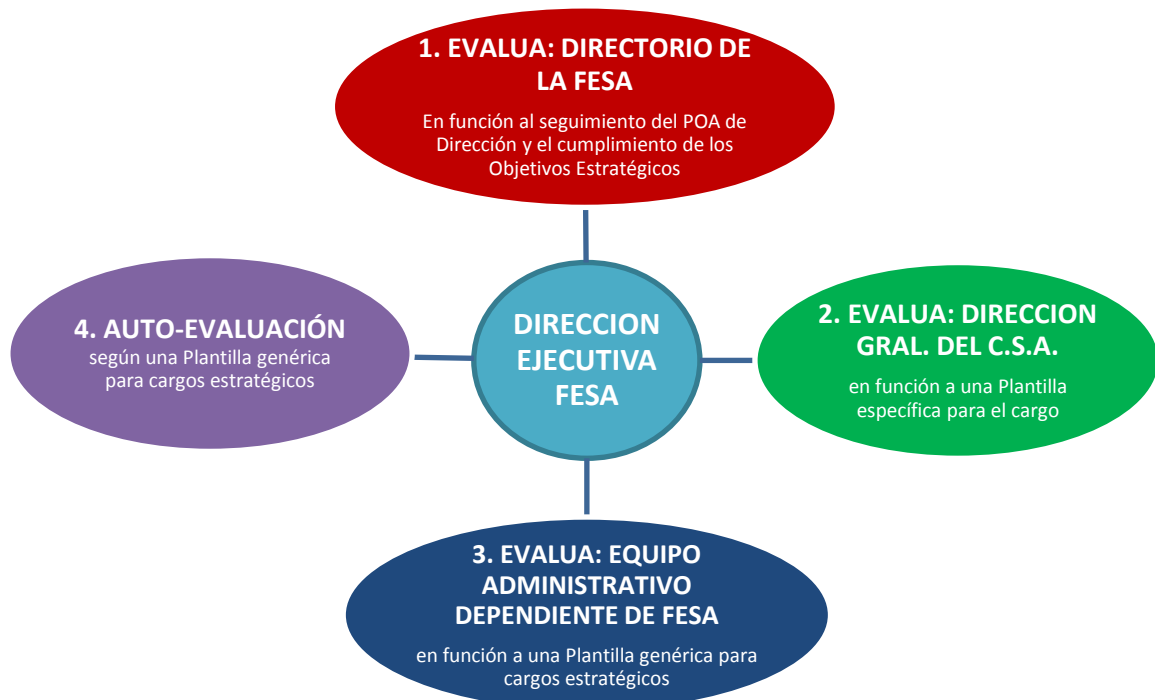 1. EVALUA: DIRECTORIO DE
LA FESA
En función al seguimiento del POA de
Dirección y el cumplimiento de los
Objetivos Estratégicos
4. AUTO-EVALUACIÓN
según una Plantilla genérica
para cargos estratégicos
DIRECCION
EJECUTIVA
FESA
2. EVALUA: DIRECCION
GRAL. DEL C.S.A.
en función a una Plantilla
específica para el cargo
3. EVALUA: EQUIPO
ADMINISTRATIVO
DEPENDIENTE DE FESA
en función a una Plantilla genérica para
cargos estratégicos